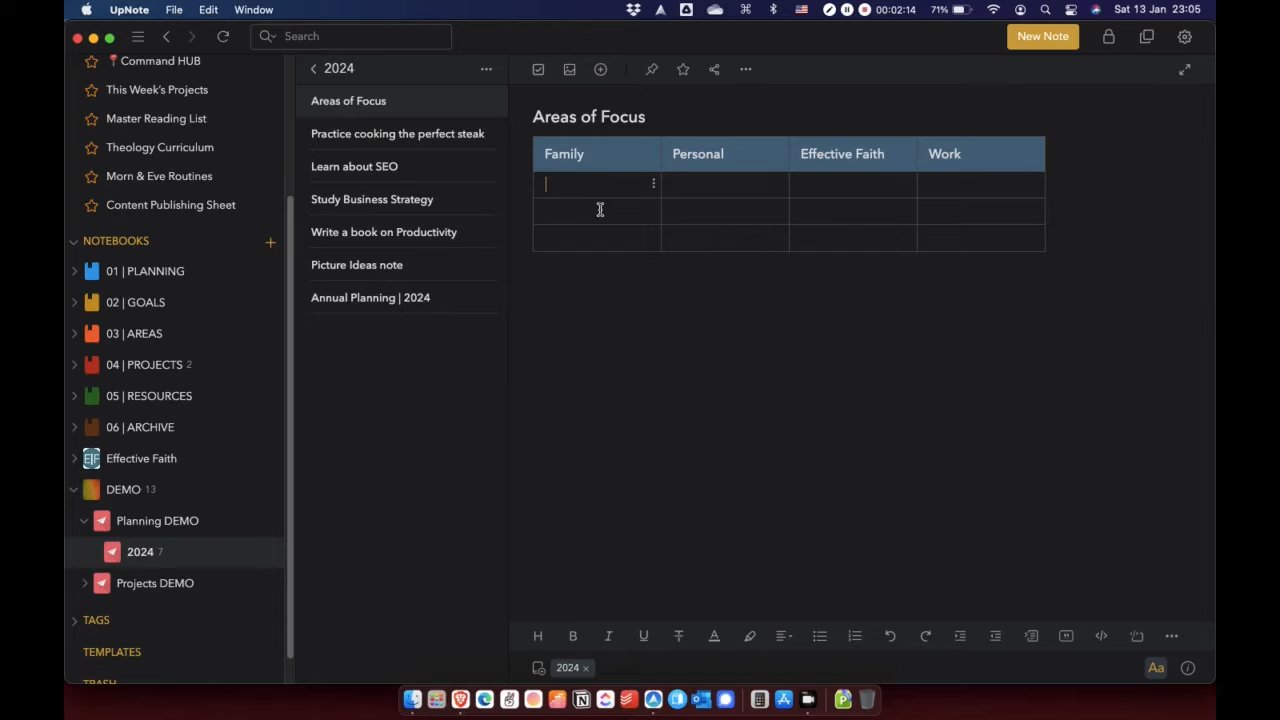 UpNote File Edit Window 00:02:14 71% Sat 13 Jan 23:05
Search New Note
📍Command HUB
This Week's Projects
Master Reading List
Theology Curriculum
Morn & Eve Routines
Content Publishing Sheet
NOTEBOOKS
01 | PLANNING
02 | GOALS
03 | AREAS
04 | PROJECTS 2
05 | RESOURCES
06 | ARCHIVE
E|F Effective Faith
DEMO 13
Planning DEMO
2024 7
Projects DEMO
TAGS
TEMPLATES
2024
Areas of Focus
Practice cooking the perfect steak
Learn about SEO
Study Business Strategy
Write a book on Productivity
Picture Ideas note
Annual Planning | 2024
Areas of Focus
Family Personal Effective Faith Work
H B I U T A
2024 ×
Aa